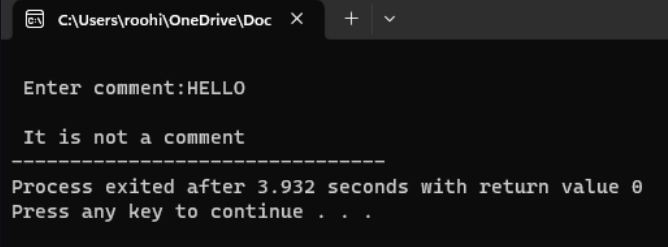 C:\Users\roohi\OneDrive\Doc
Enter comment:HELLO
It is not a comment
--------------------------------
Process exited after 3.932 seconds with return value 0
Press any key to continue . . .